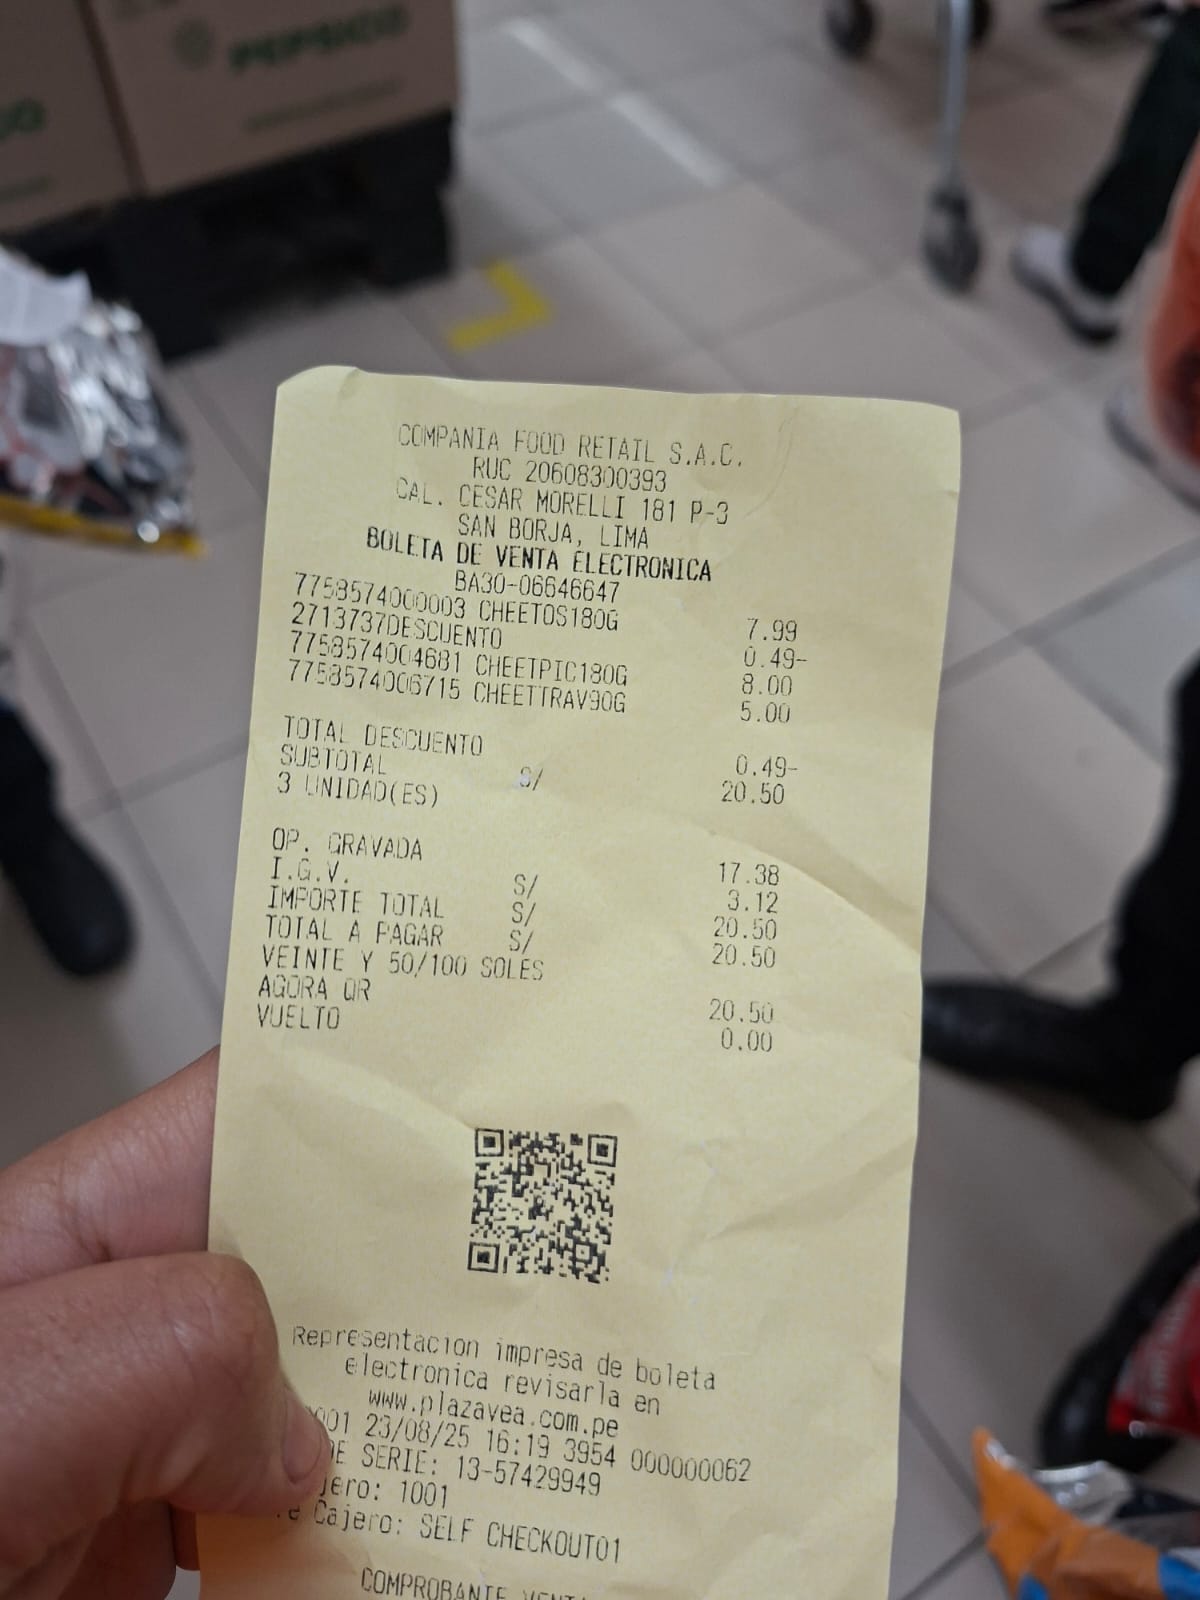 PEPSICO
COMPANIA FOOD RETAIL S.A.C.
RUC 20608300393
CAL. CESAR MORELLI 181 P-3
SAN BORJA, LIMA
BOLETA DE VENTA ELECTRONICA
BA30-06646647
7758574000003 CHEETOS180G 7.99
2713737DESCUENTO 0.49-
7758574004681 CHEETPIC180G 8.00
7758574006715 CHEETTRAV90G 5.00
TOTAL DESCUENTO 0.49-
SUBTOTAL S/ 20.50
3 UNIDAD(ES)
OP. GRAVADA 17.38
I.G.V. S/ 3.12
IMPORTE TOTAL S/ 20.50
TOTAL A PAGAR S/ 20.50
VEINTE Y 50/100 SOLES
AGORA QR 20.50
VUELTO 0.00
Representacion impresa de boleta
electronica revisarla en
www.plazavea.com.pe
001 23/08/25 16:19 3954 000000062
DE SERIE: 13-57429949
jero: 1001
e Cajero: SELF CHECKOUT01
COMPROBANTE